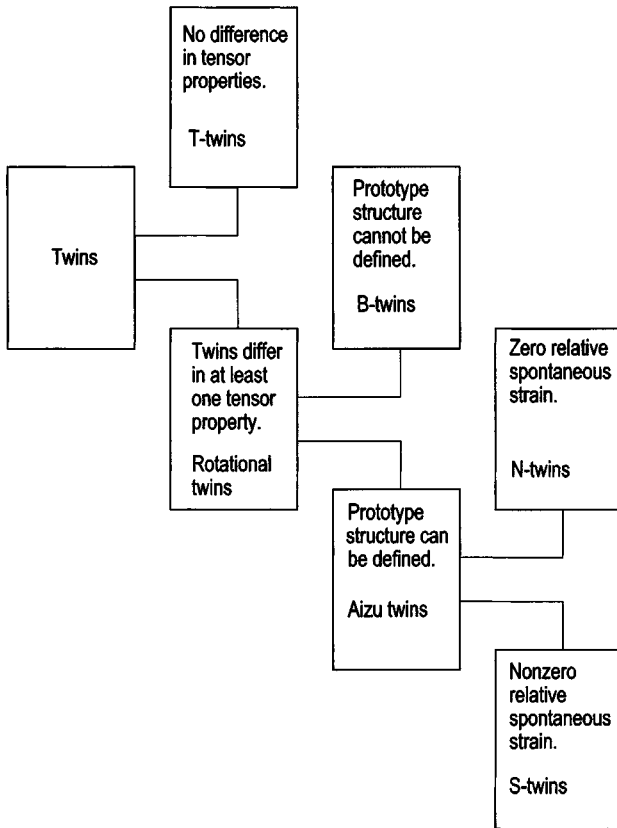 No difference
in tensor
properties.
T-twins
Twins
Prototype
structure
cannot be
defined.
B-twins
Twins differ
in at least
one tensor
property.
Rotational
twins
Zero relative
spontaneous
strain.
N-twins
Prototype
structure can
be defined.
Aizu twins
Nonzero
relative
spontaneous
strain.
S-twins